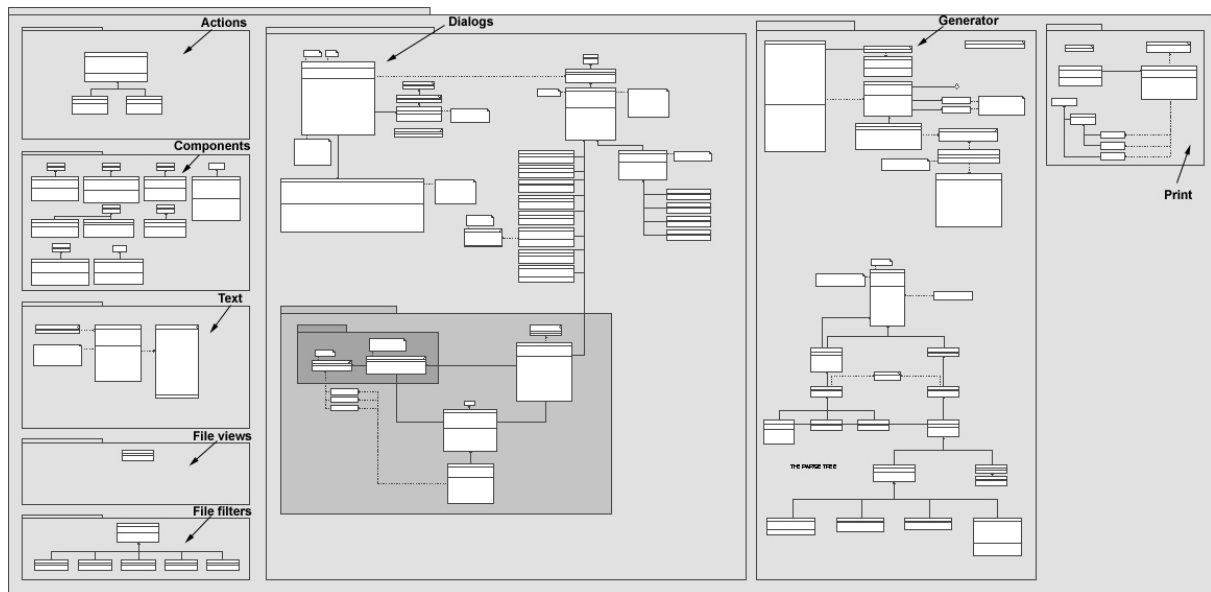 Actions
Dialogs
Generator
Components
Print
Text
THE PARSE TREE
File views
File filters